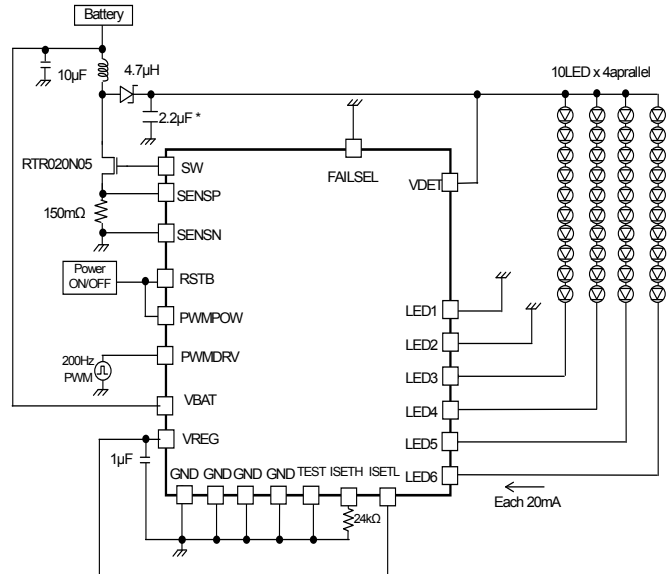 Battery
10µF
4.7µH
2.2µF *
10LED x 4aprallel
RTR020N05
SW
FAILSEL
VDET
SENSP
150mΩ
SENSN
Power
ON/OFF
RSTB
PWMPOW
LED1
LED2
200Hz
PWM
PWMDRV
LED3
VBAT
LED4
VREG
LED5
1µF
GND GND GND GND TEST ISETH ISETL
LED6
24kΩ
Each 20mA